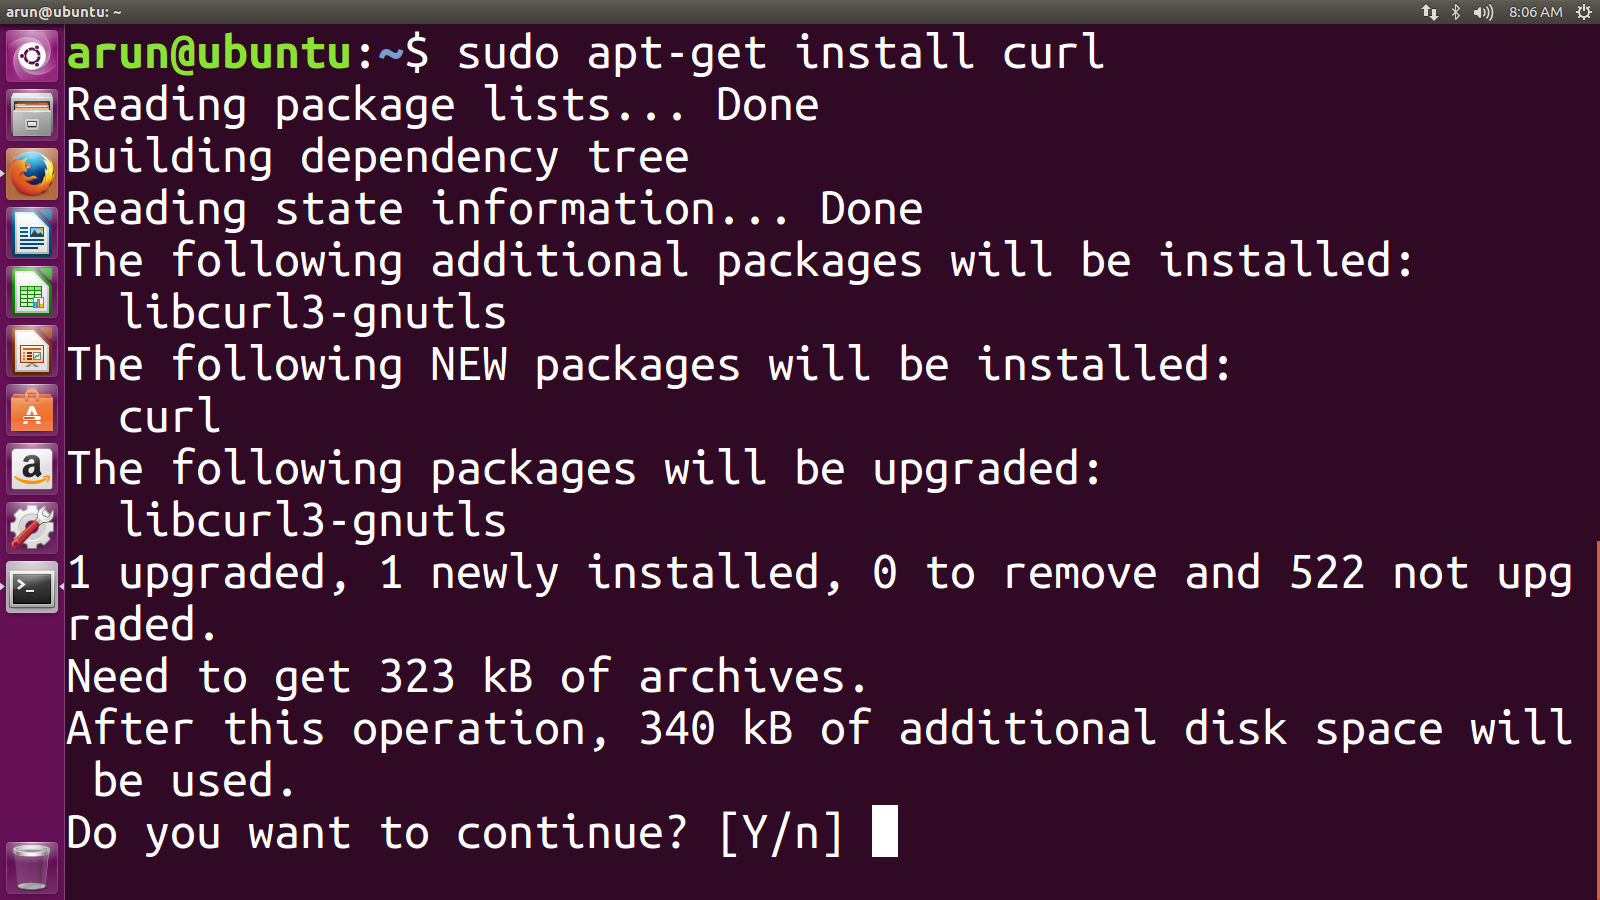 arun@ubuntu: ~
8:06 AM
arun@ubuntu:~$ sudo apt-get install curl
Reading package lists... Done
Building dependency tree
Reading state information... Done
The following additional packages will be installed:
  libcurl3-gnutls
The following NEW packages will be installed:
  curl
The following packages will be upgraded:
  libcurl3-gnutls
1 upgraded, 1 newly installed, 0 to remove and 522 not upg
raded.
Need to get 323 kB of archives.
After this operation, 340 kB of additional disk space will
 be used.
Do you want to continue? [Y/n]